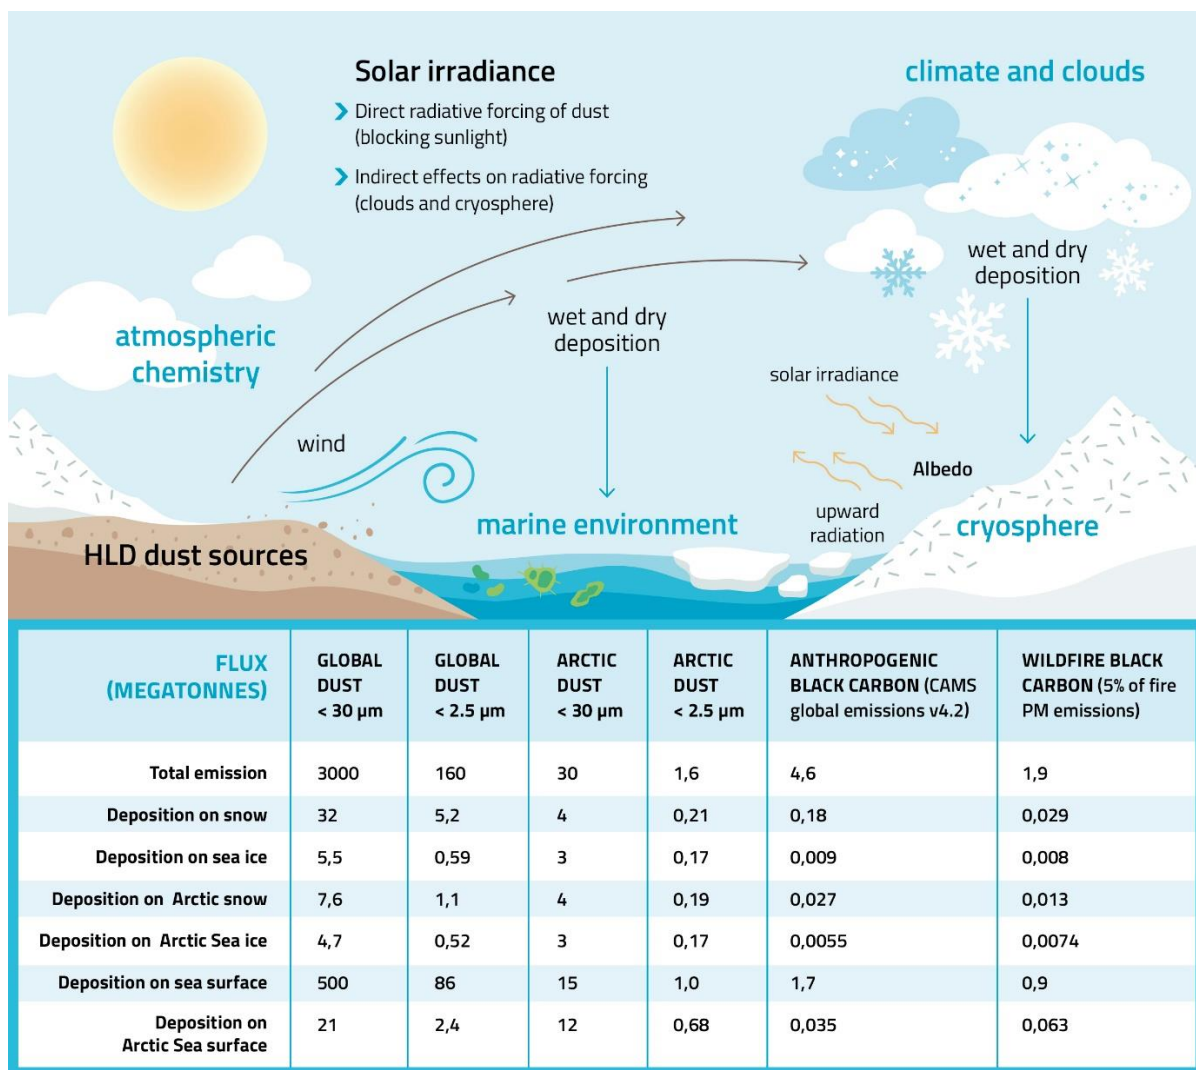 Solar irradiance
Direct radiative forcing of dust
(blocking sunlight)
Indirect effects on radiative forcing
(clouds and cryosphere)
climate and clouds
wet and dry
deposition
wet and dry
deposition
atmospheric
chemistry
solar irradiance
wind
Albedo
upward
radiation
marine environment
cryosphere
HLD dust sources
FLUX
(MEGATONNES)
GLOBAL
DUST
< 30 µm
GLOBAL
DUST
< 2.5 µm
ARCTIC
DUST
< 30 µm
ARCTIC
DUST
< 2.5 µm
ANTHROPOGENIC
BLACK CARBON (CAMS
global emissions v4.2)
WILDFIRE BLACK
CARBON (5% of fire
PM emissions)
Total emission 3000 160 30 1,6 4,6 1,9
Deposition on snow 32 5,2 4 0,21 0,18 0,029
Deposition on sea ice 5,5 0,59 3 0,17 0,009 0,008
Deposition on Arctic snow 7,6 1,1 4 0,19 0,027 0,013
Deposition on Arctic Sea ice 4,7 0,52 3 0,17 0,0055 0,0074
Deposition on sea surface 500 86 15 1,0 1,7 0,9
Deposition on
Arctic Sea surface 21 2,4 12 0,68 0,035 0,063